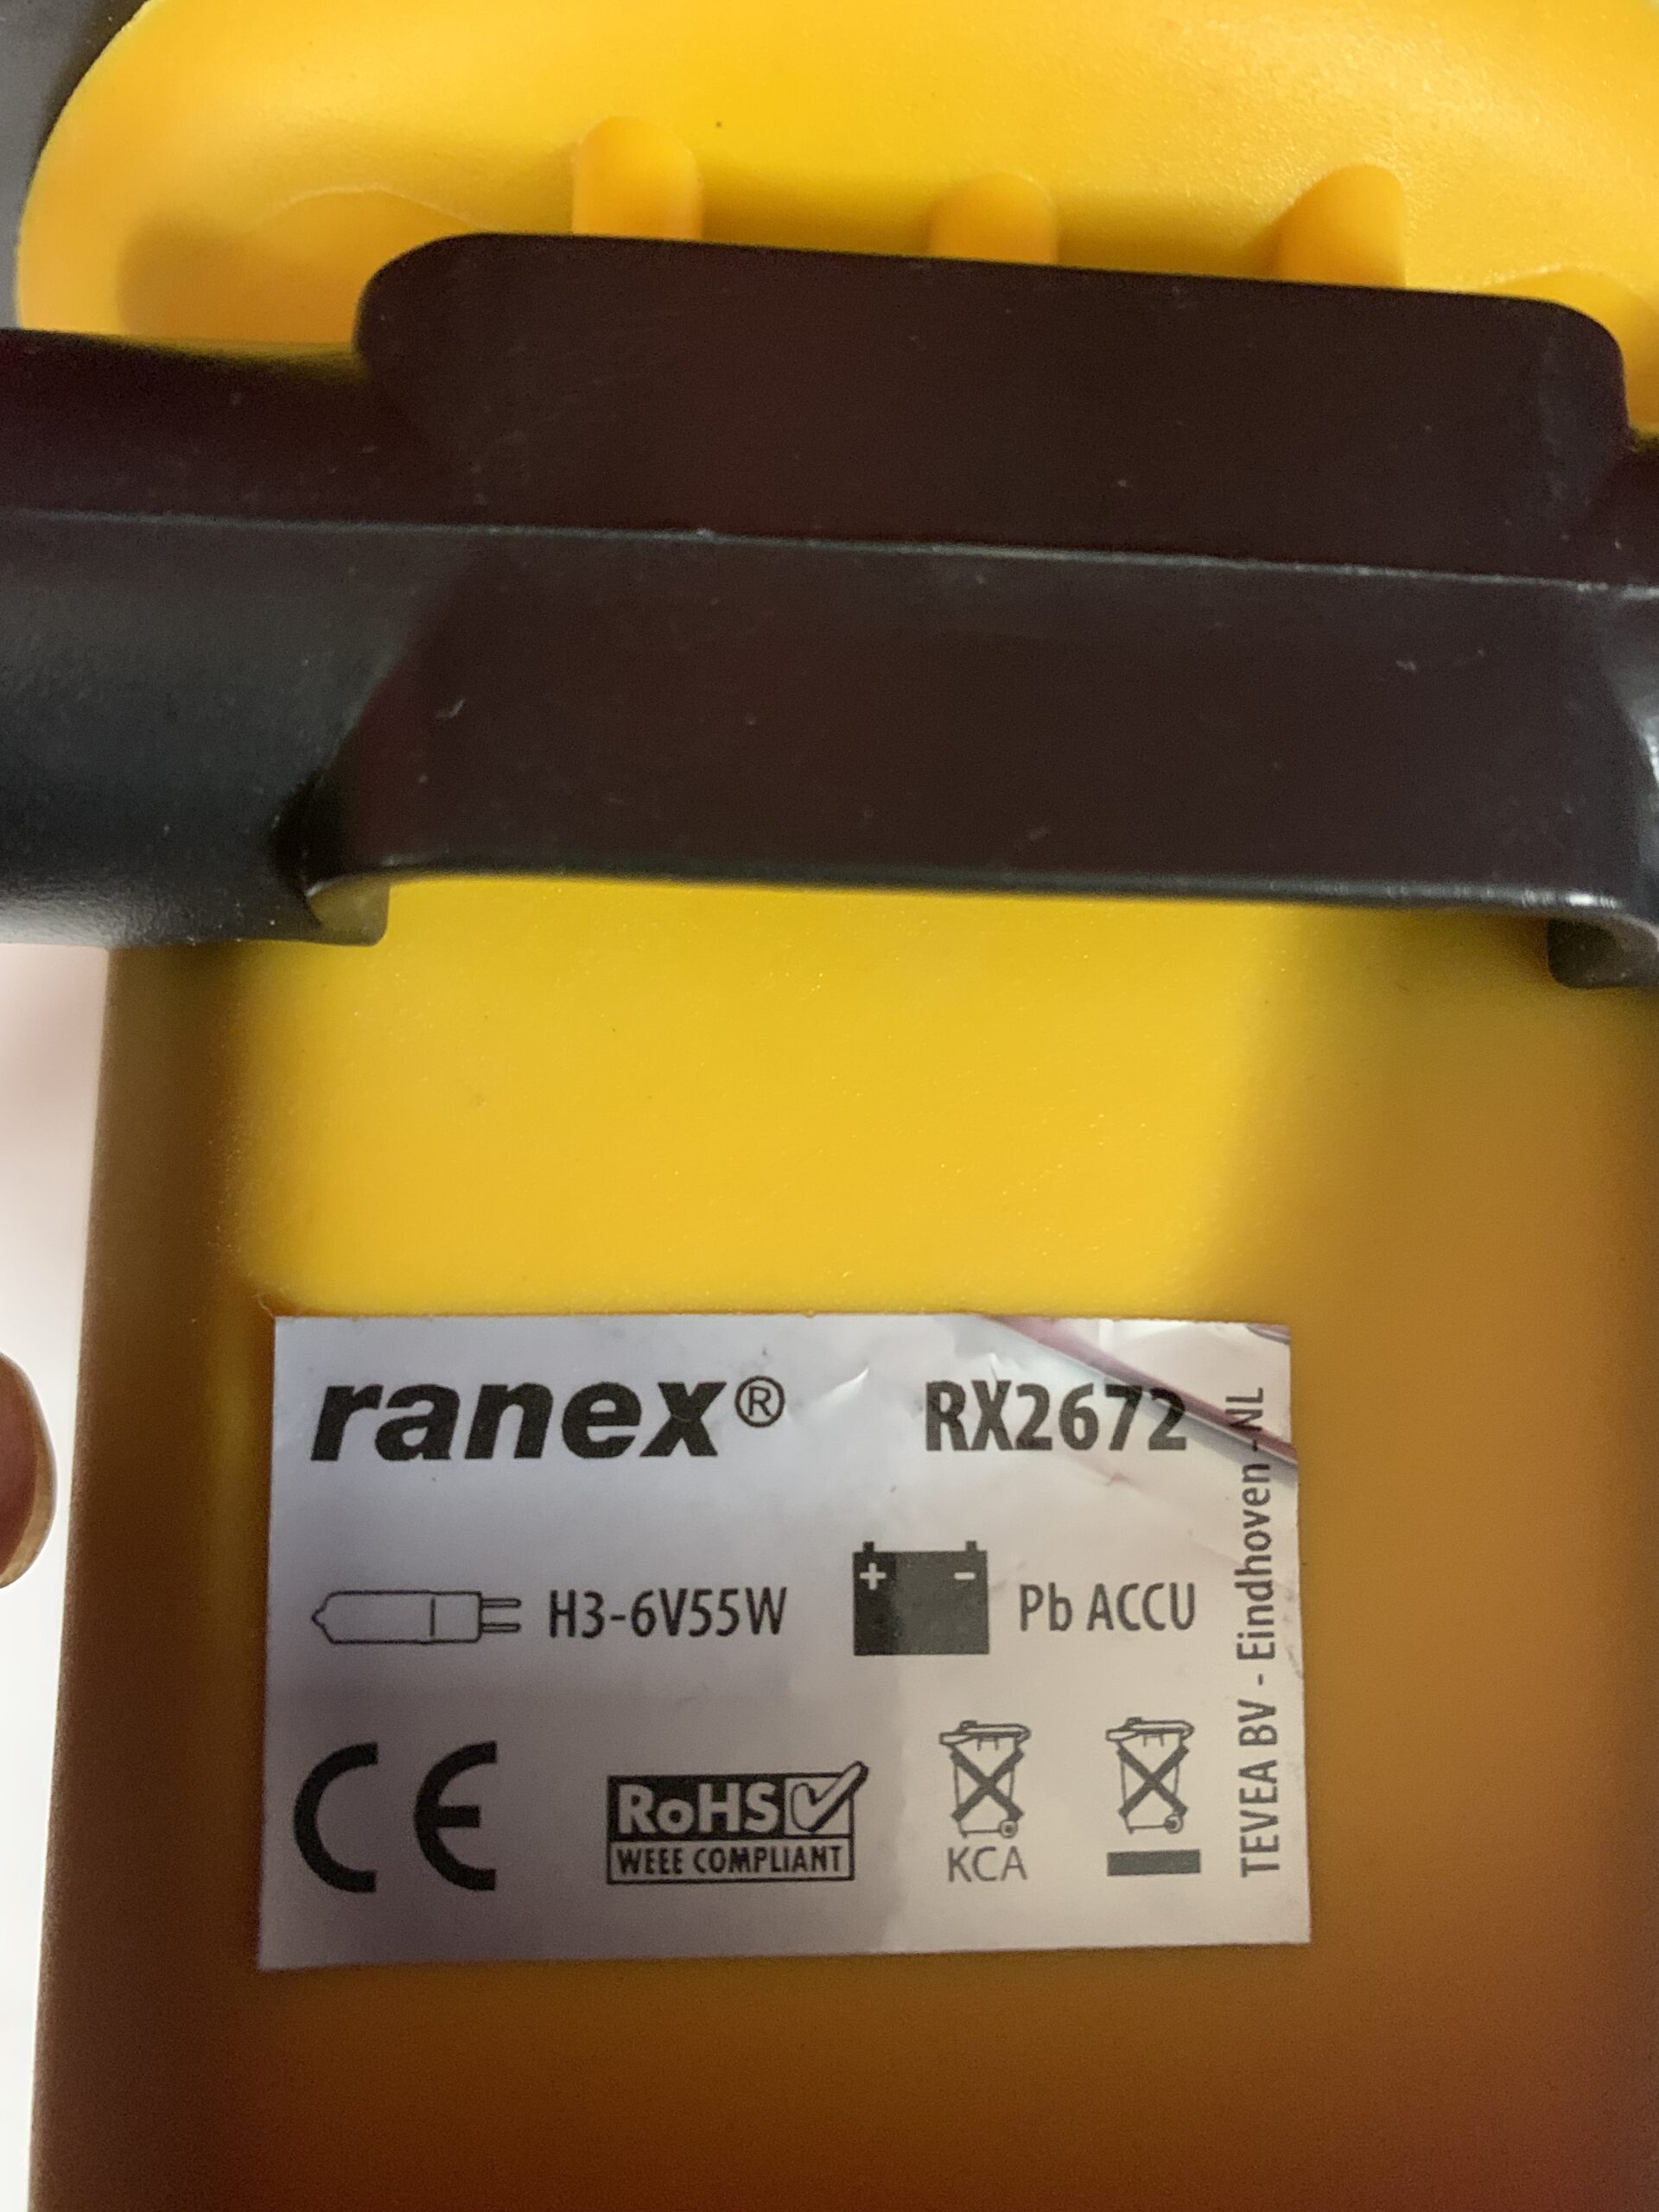 ranex® RX2672
H3-6V55W + - Pb ACCU
CE RoHS
WEEE COMPLIANT KCA
TEVEA BV - Eindhoven - NL